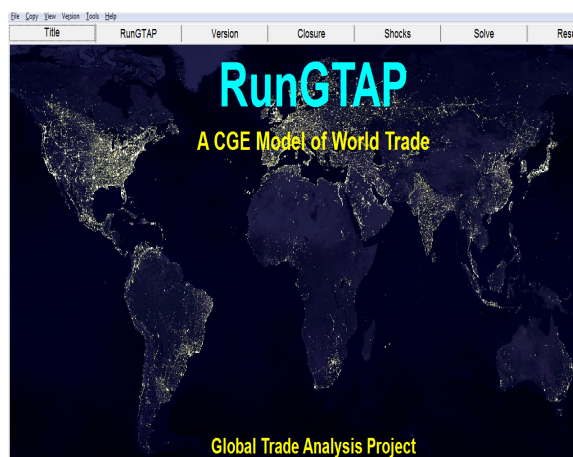 File Copy View Version Tools Help
Title RunGTAP Version Closure Shocks Solve
RunGTAP
A CGE Model of World Trade
Global Trade Analysis Project